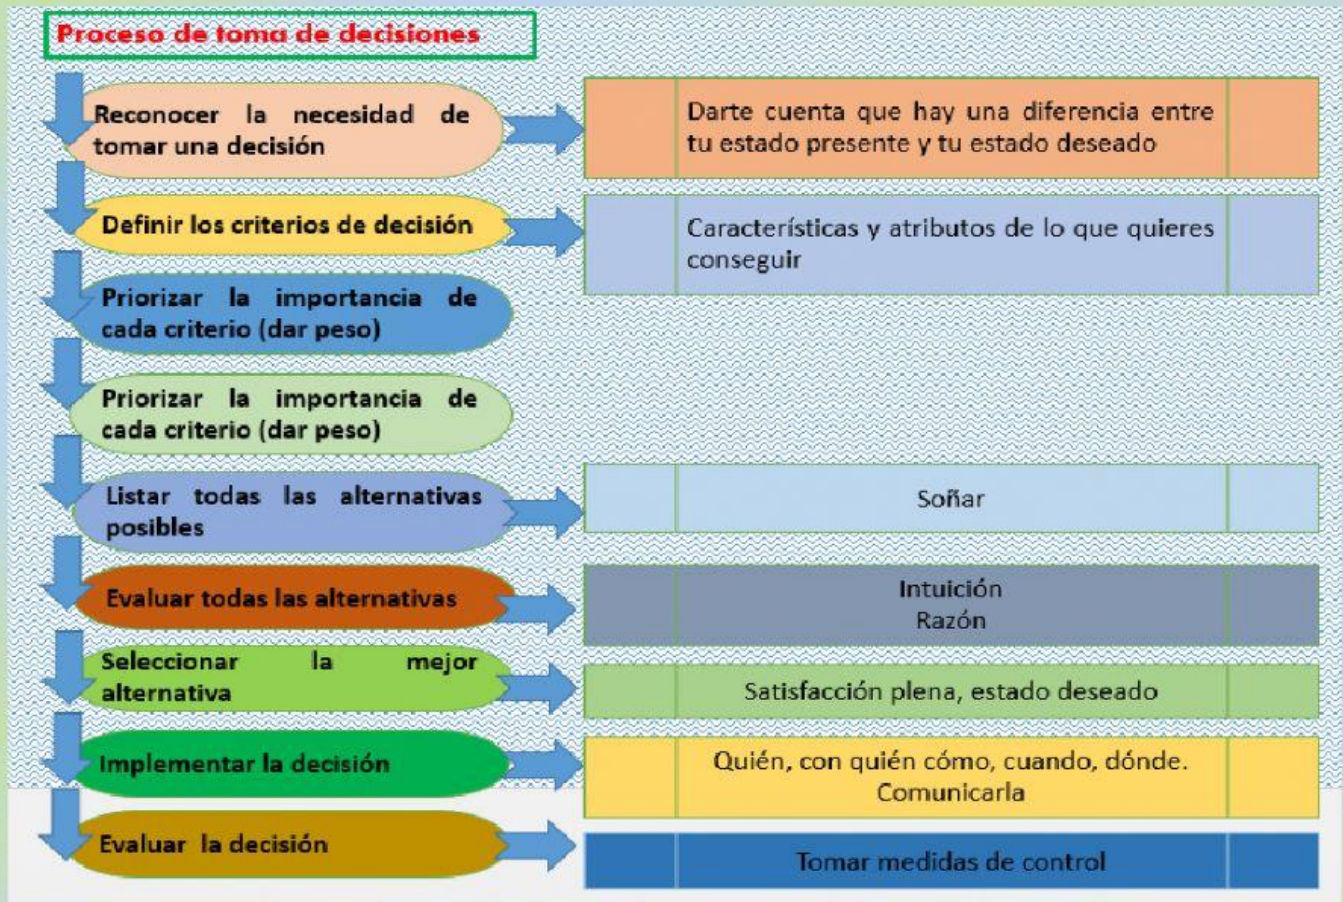 Proceso de toma de decisiones
Reconocer la necesidad de
tomar una decisión
Darte cuenta que hay una diferencia entre
tu estado presente y tu estado deseado
Definir los criterios de decisión
Características y atributos de lo que quieres
conseguir
Priorizar la importancia de
cada criterio (dar peso)
Priorizar la importancia de
cada criterio (dar peso)
Listar todas las alternativas
posibles
Soñar
Evaluar todas las alternativas
Intuición
Razón
Seleccionar la mejor
alternativa
Satisfacción plena, estado deseado
Implementar la decisión
Quién, con quién cómo, cuando, dónde.
Comunicarla
Evaluar la decisión
Tomar medidas de control